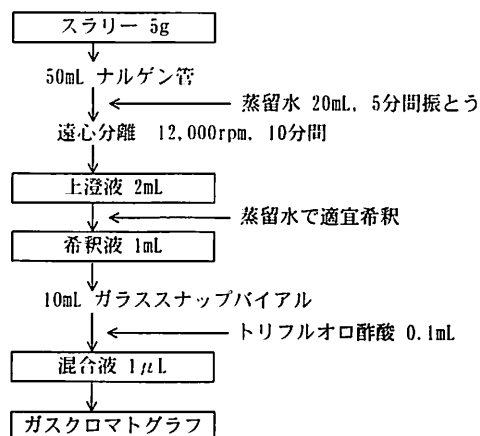 スラリー 5g
50mL ナルゲン管
蒸留水 20mL, 5分間振とう
遠心分離 12,000rpm, 10分間
上澄液 2mL
蒸留水で適宜希釈
希釈液 1mL
10mL ガラススナップバイアル
トリフルオロ酢酸 0.1mL
混合液 1μL
ガスクロマトグラフ